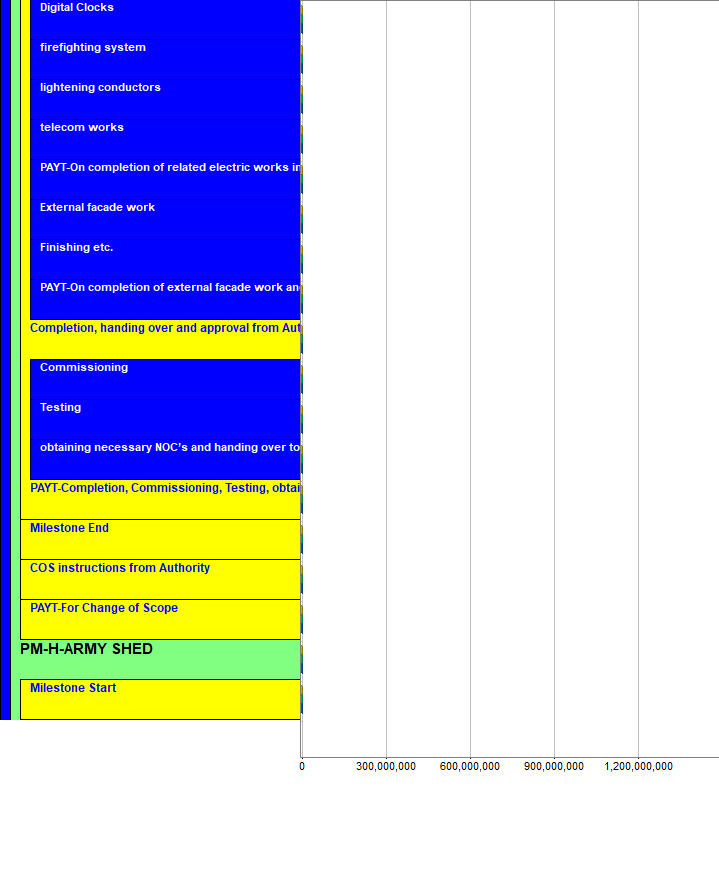 Digital Clocks
firefighting system
lightening conductors
telecom works
PAYT-On completion of related electric works in
External facade work
Finishing etc.
PAYT-On completion of external facade work an
Completion, handing over and approval from Aut
Commissioning
Testing
obtaining necessary NOC's and handing over to
PAYT-Completion, Commissioning, Testing, obtai
Milestone End
COS instructions from Authority
PAYT-For Change of Scope
PM-H-ARMY SHED
Milestone Start
0 300,000,000 600,000,000 900,000,000 1,200,000,000